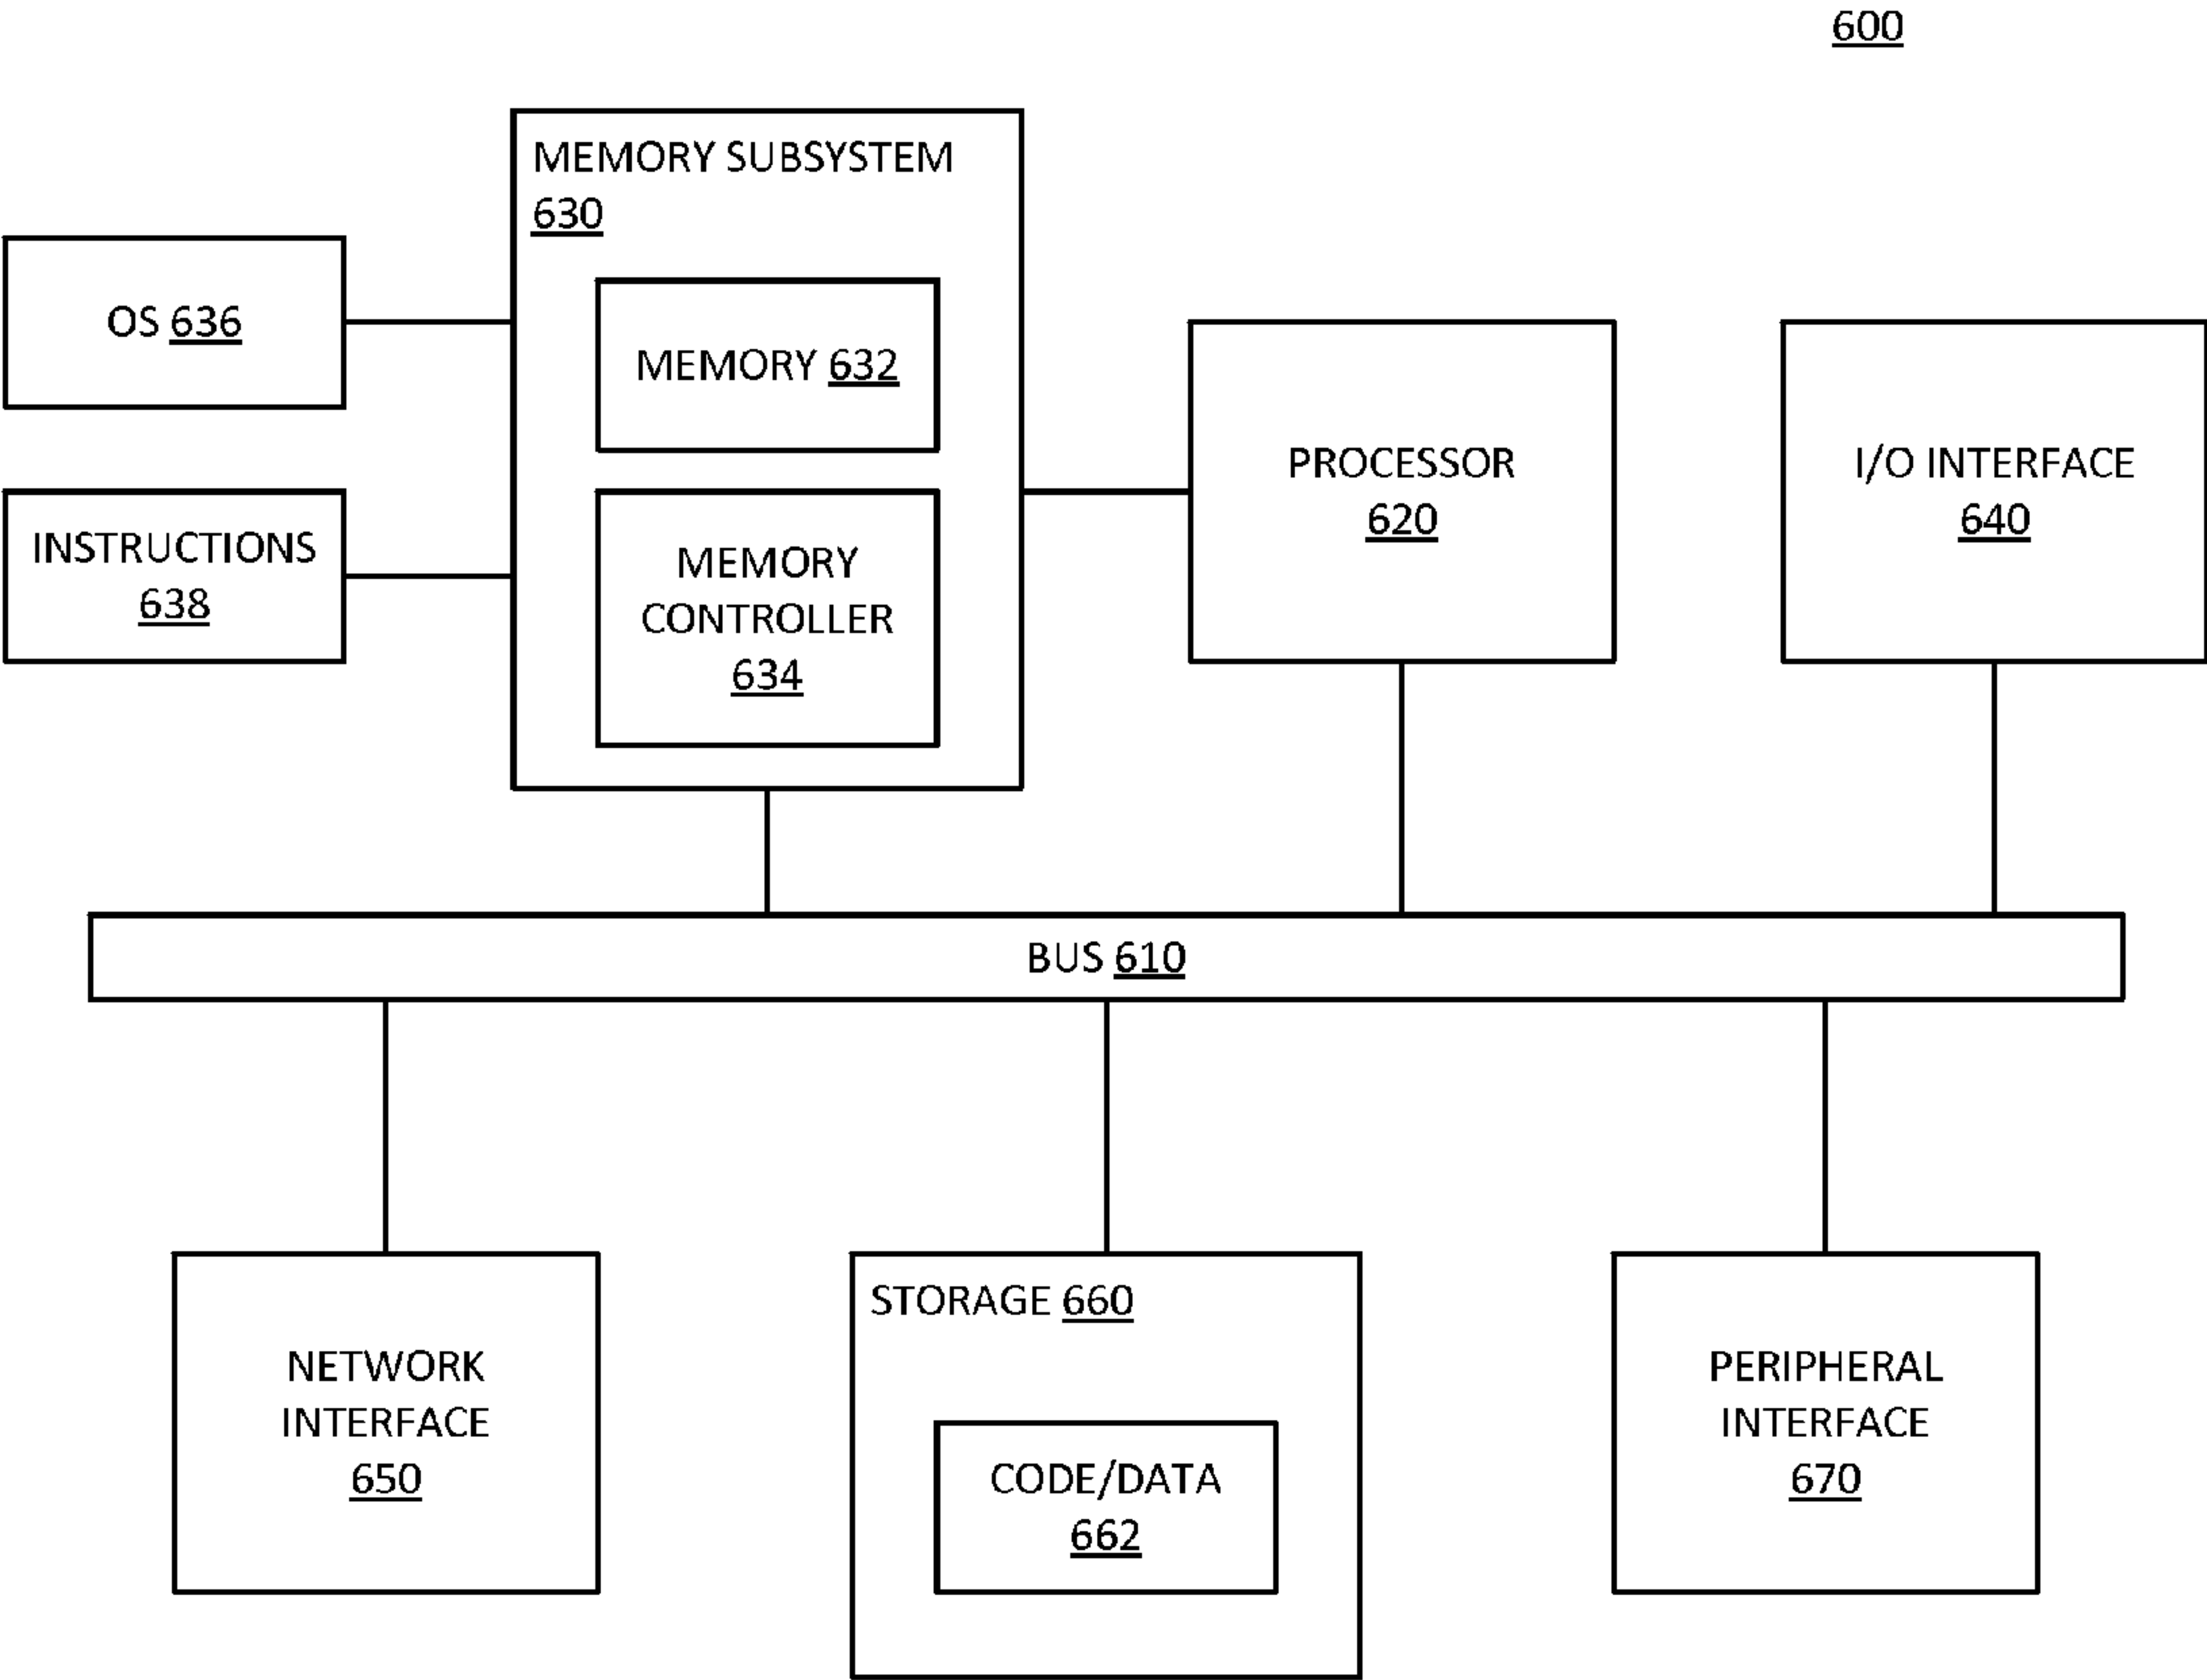 600
MEMORY SUBSYSTEM
630
OS 636
MEMORY 632
PROCESSOR
620
I/O INTERFACE
640
INSTRUCTIONS
638
MEMORY
CONTROLLER
634
BUS 610
NETWORK
INTERFACE
650
STORAGE 660
CODE/DATA
662
PERIPHERAL
INTERFACE
670